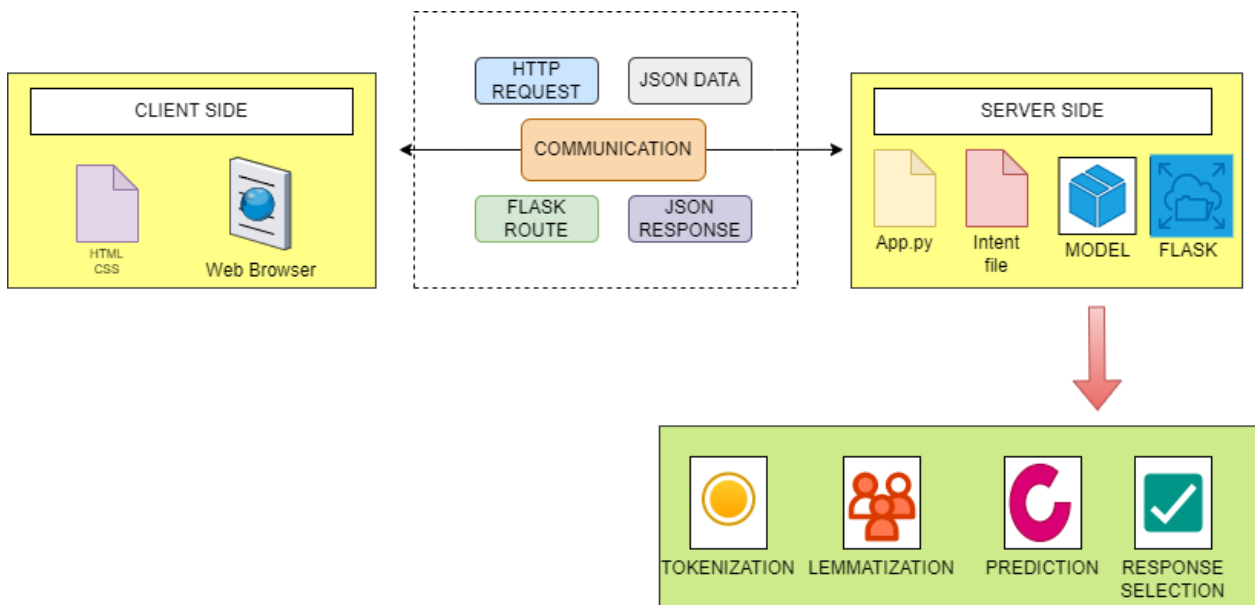 CLIENT SIDE
HTML
CSS
Web Browser
HTTP
REQUEST
JSON DATA
COMMUNICATION
FLASK
ROUTE
JSON
RESPONSE
SERVER SIDE
App.py
Intent
file
MODEL
FLASK
TOKENIZATION
LEMMATIZATION
PREDICTION
RESPONSE
SELECTION